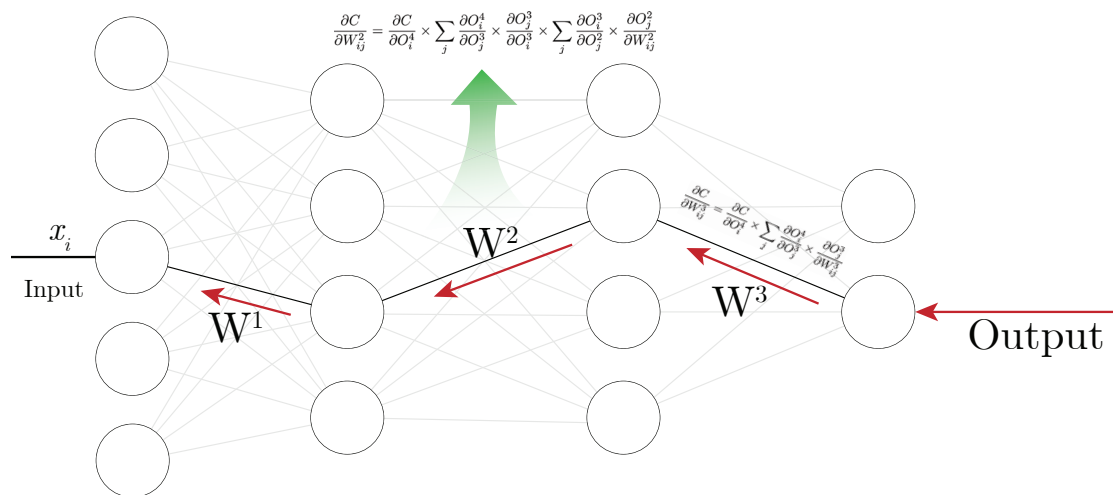 ∂C/∂W²ᵢⱼ = ∂C/∂O⁴ᵢ × ∑ⱼ ∂O⁴ᵢ/∂O³ⱼ × ∂O³ⱼ/∂O³ᵢ × ∑ⱼ ∂O³ᵢ/∂O²ⱼ × ∂O²ⱼ/∂W²ᵢⱼ
∂C/∂W³ᵢⱼ = ∂C/∂O⁴ᵢ × ∑ⱼ ∂O⁴ᵢ/∂O³ⱼ × ∂O³ⱼ/∂W³ᵢⱼ
xᵢ
Input
W¹
W²
W³
Output